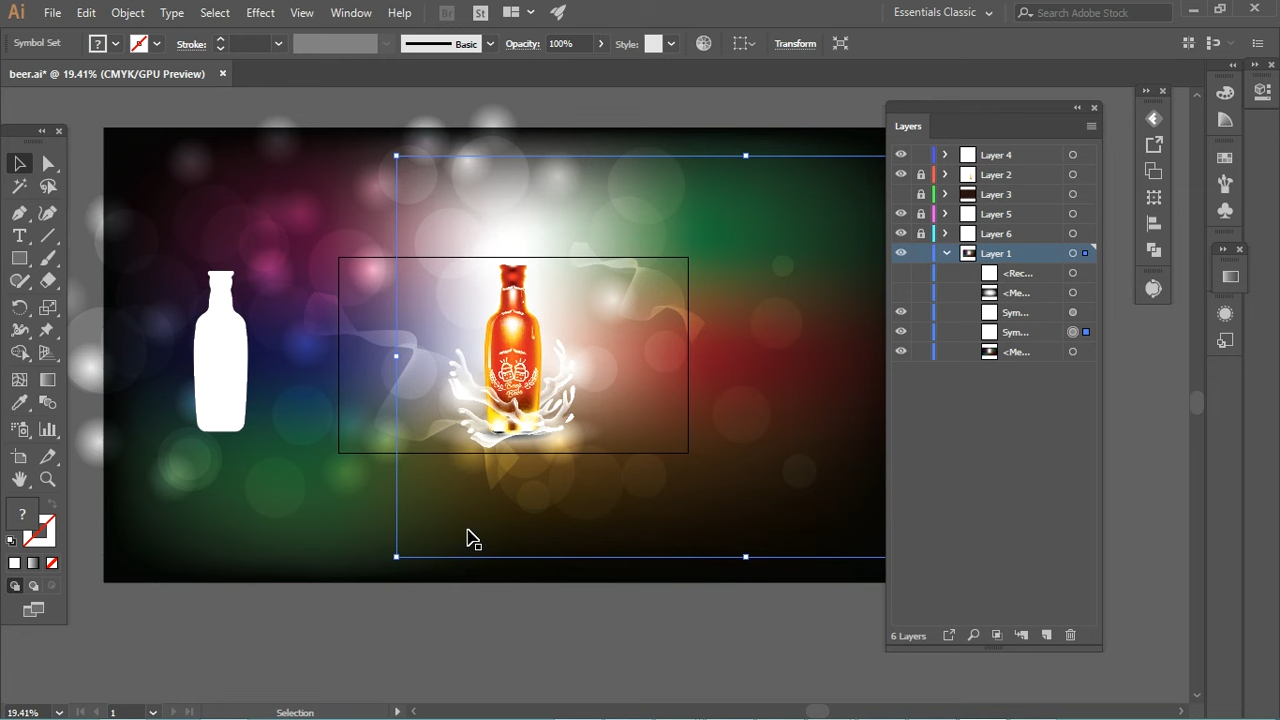 Ai File Edit Object Type Select Effect View Window Help Br St Essentials Classic Search Adobe Stock
Symbol Set ? Stroke: Basic Opacity: 100% Style: Transform
beer.ai* @ 19.41% (CMYK/GPU Preview)
Layers
Layer 4
Layer 2
Layer 3
Layer 5
Layer 6
Layer 1
<Rec...
<Me...
Sym...
Sym...
<Me...
T
?
6 Layers
19.41% 1 Selection